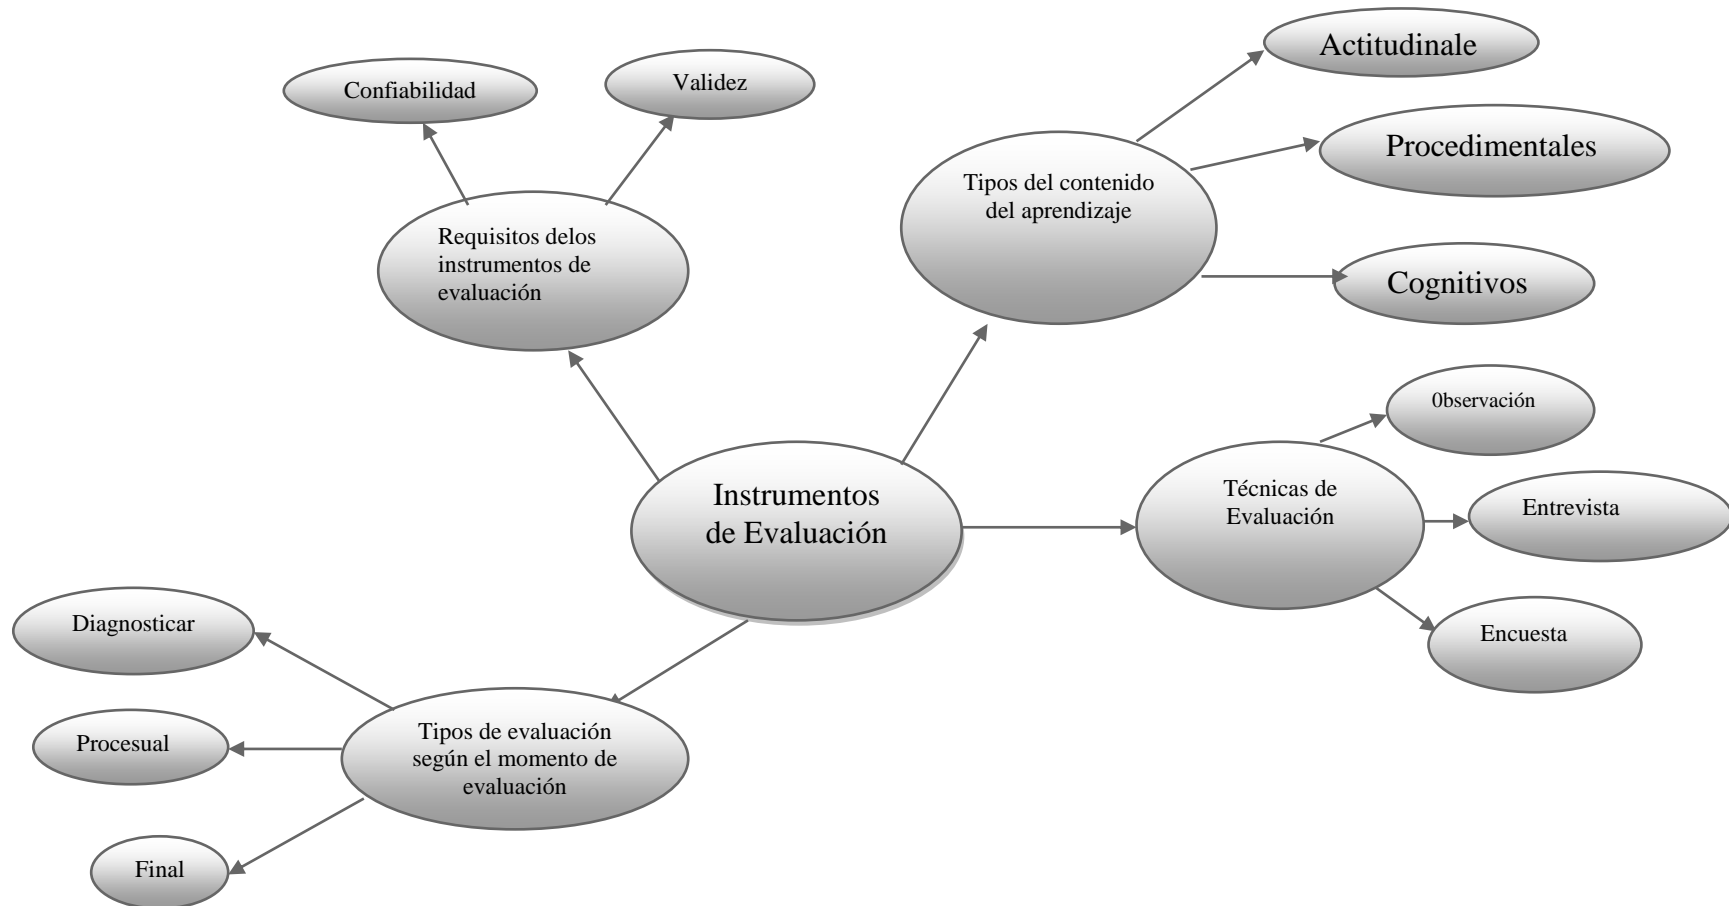 Actitudinale
Confiabilidad
Validez
Procedimentales
Tipos del contenido
del aprendizaje
Requisitos delos
instrumentos de
evaluación
Cognitivos
0bservación
Instrumentos
de Evaluación
Técnicas de
Evaluación
Entrevista
Encuesta
Diagnosticar
Procesual
Tipos de evaluación
según el momento de
evaluación
Final